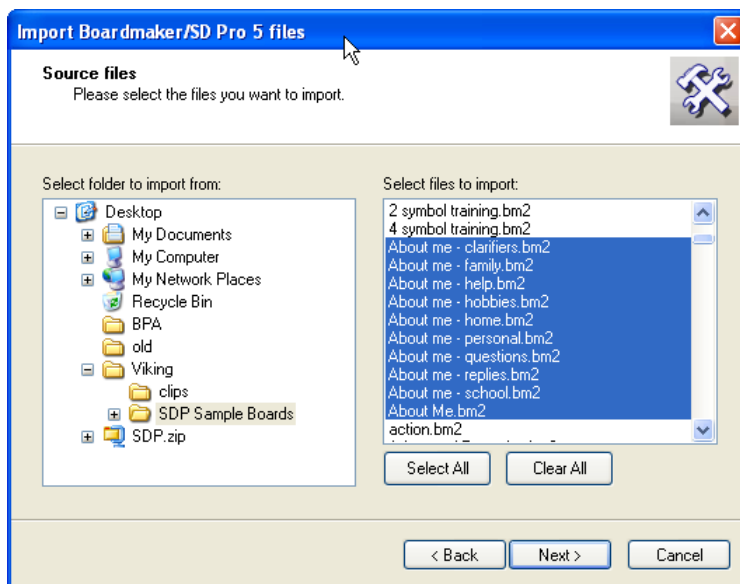 Import Boardmaker/SD Pro 5 files
Source files
Please select the files you want to import.
Select folder to import from:
Desktop
My Documents
My Computer
My Network Places
Recycle Bin
BPA
old
Viking
clips
SDP Sample Boards
SDP.zip
Select files to import:
2 symbol training.bm2
4 symbol training.bm2
About me - clarifiers.bm2
About me - family.bm2
About me - help.bm2
About me - hobbies.bm2
About me - home.bm2
About me - personal.bm2
About me - questions.bm2
About me - replies.bm2
About me - school.bm2
About Me.bm2
action.bm2
Select All
Clear All
< Back
Next >
Cancel